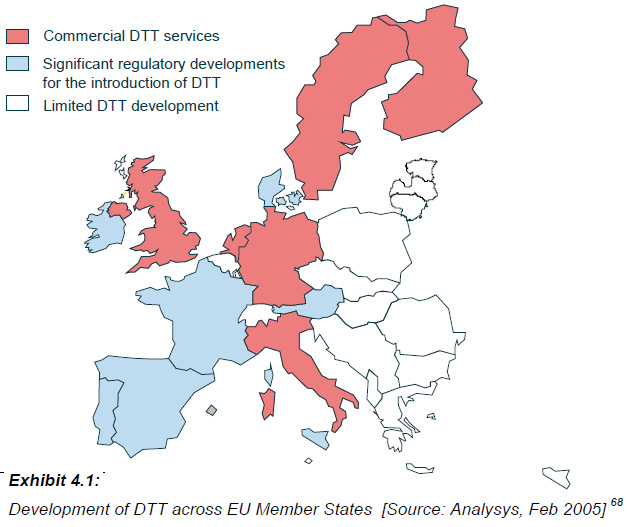 Commercial DTT services
Significant regulatory developments
for the introduction of DTT
Limited DTT development
Exhibit 4.1:
Development of DTT across EU Member States [Source: Analysys, Feb 2005] 68